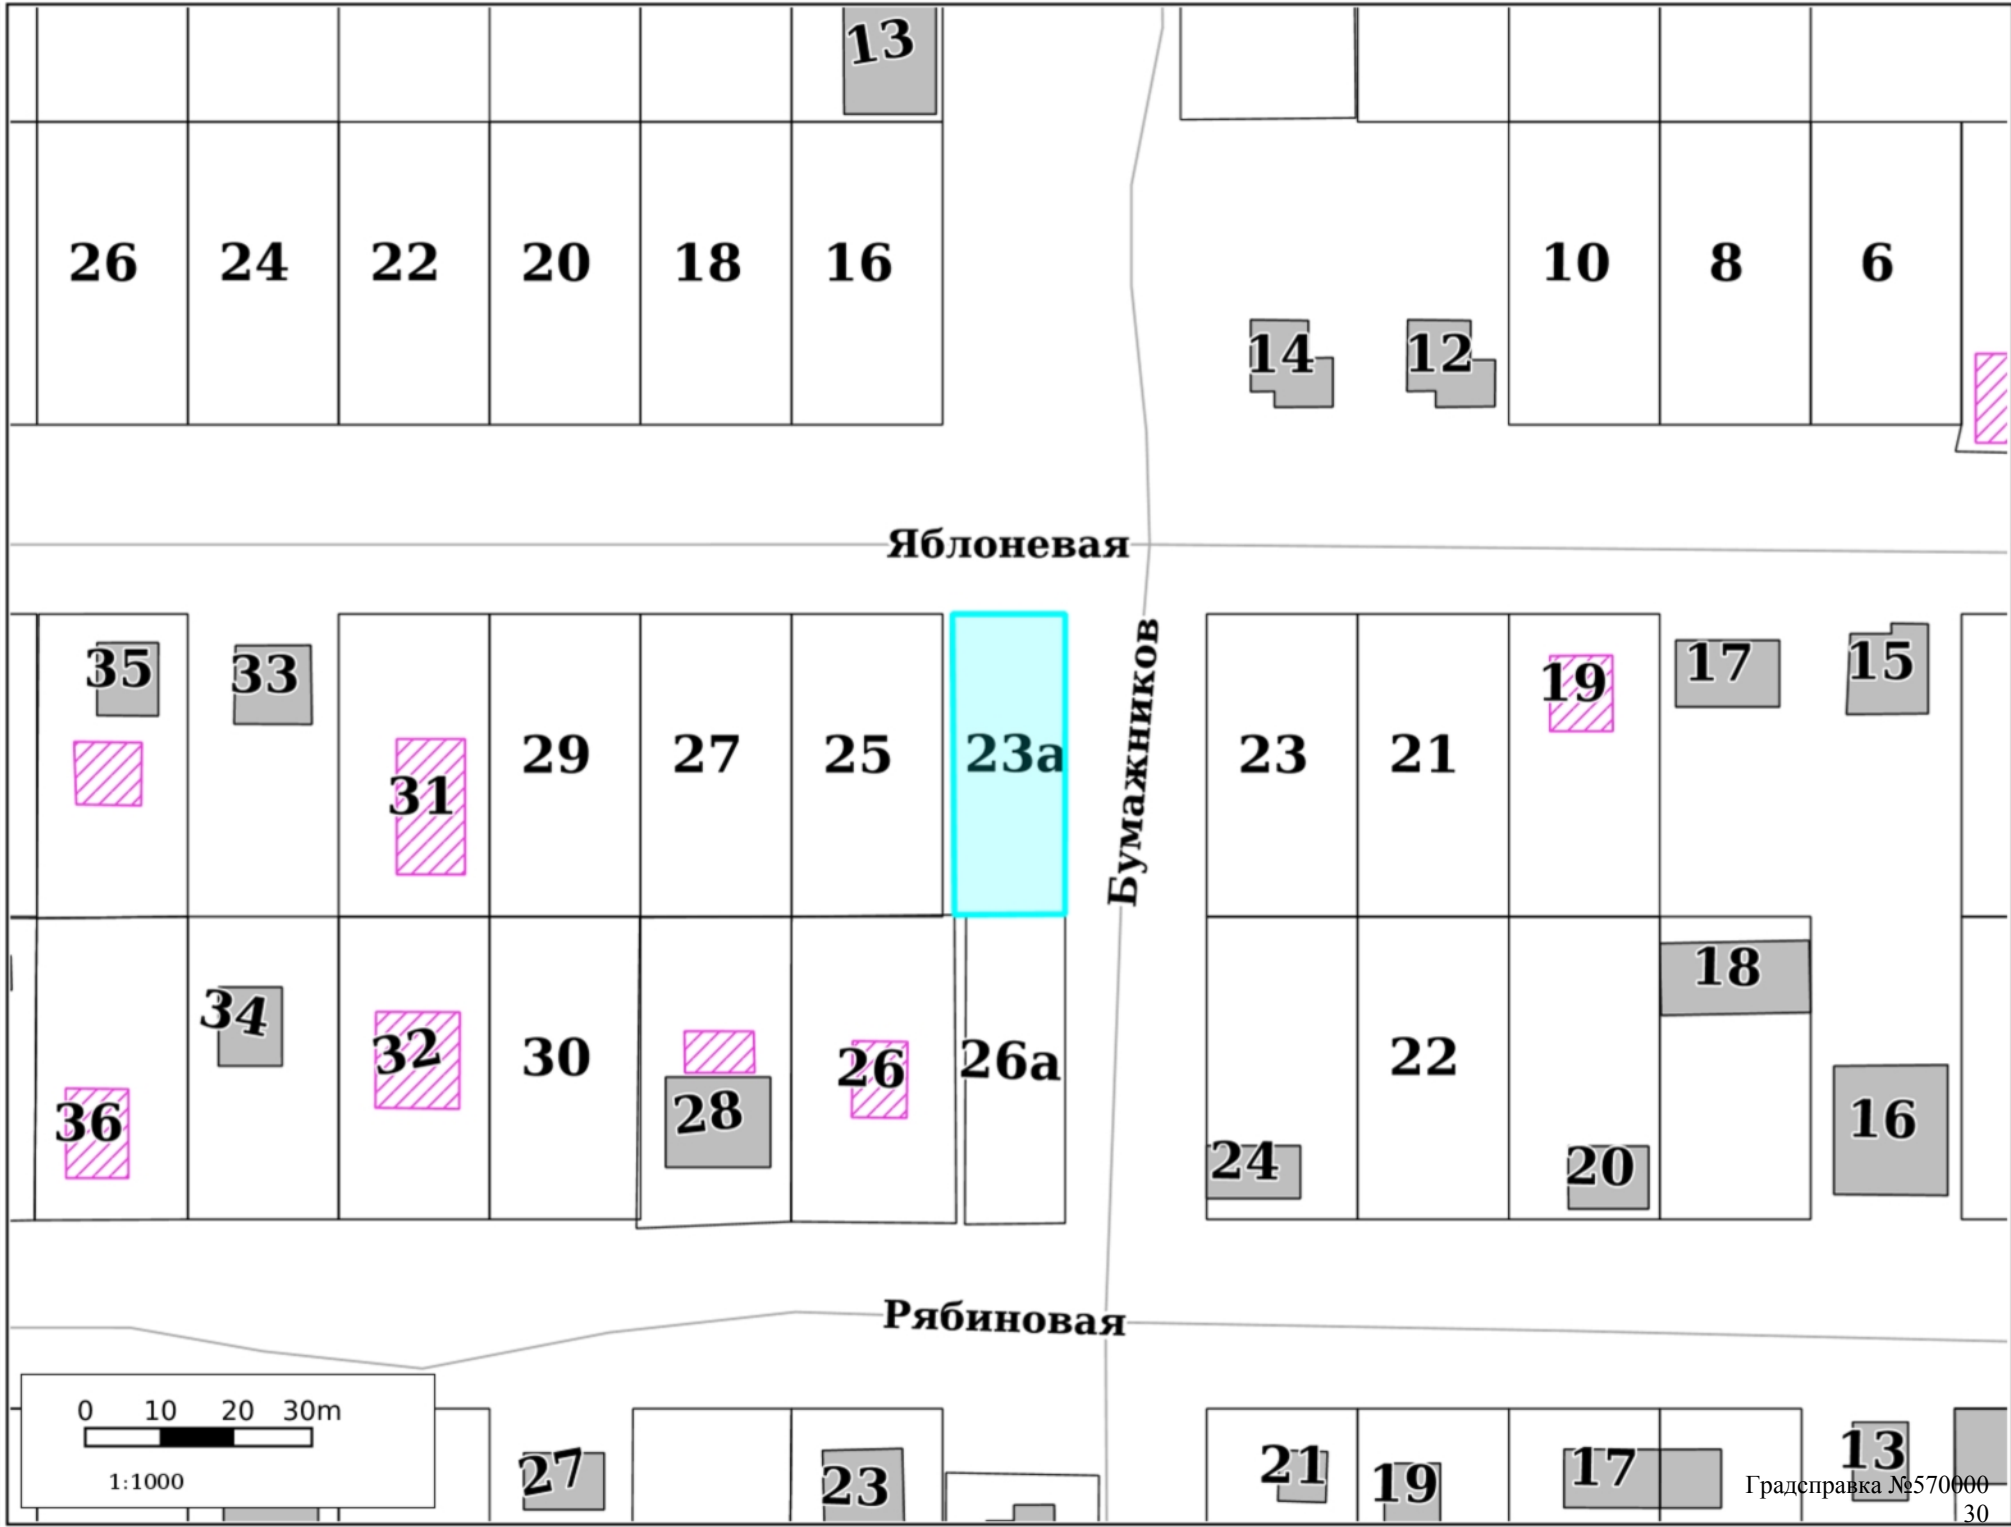 13
26 24 22 20 18 16 10 8 6
14 12
Яблоневая
35 33 19 17 15
31 29 27 25 23а Бумажников 23 21
18
34 32 30 28 26 26а 22
36 24 20 16
Рябиновая
0 10 20 30m
1:1000
27 23 21 19 17 13
Градсправка №570000
30